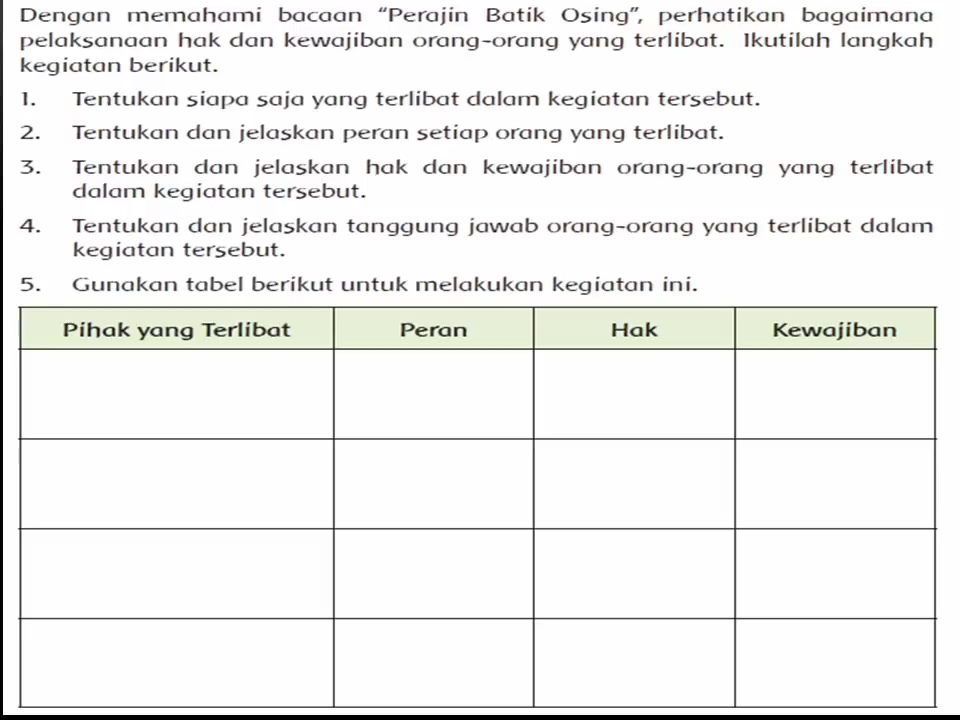 Dengan memahami bacaan “Perajin Batik Osing”, perhatikan bagaimana
pelaksanaan hak dan kewajiban orang-orang yang terlibat. Ikutilah langkah
kegiatan berikut.
1. Tentukan siapa saja yang terlibat dalam kegiatan tersebut.
2. Tentukan dan jelaskan peran setiap orang yang terlibat.
3. Tentukan dan jelaskan hak dan kewajiban orang-orang yang terlibat
dalam kegiatan tersebut.
4. Tentukan dan jelaskan tanggung jawab orang-orang yang terlibat dalam
kegiatan tersebut.
5. Gunakan tabel berikut untuk melakukan kegiatan ini.
Pihak yang Terlibat Peran Hak Kewajiban